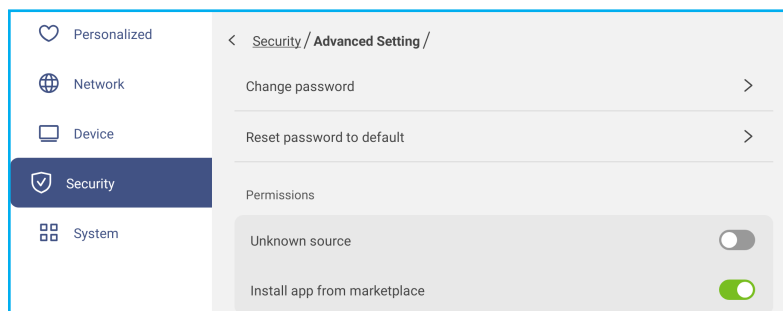 Personalized
Network
Device
Security
System
Security / Advanced Setting /
Change password
Reset password to default
Permissions
Unknown source
Install app from marketplace